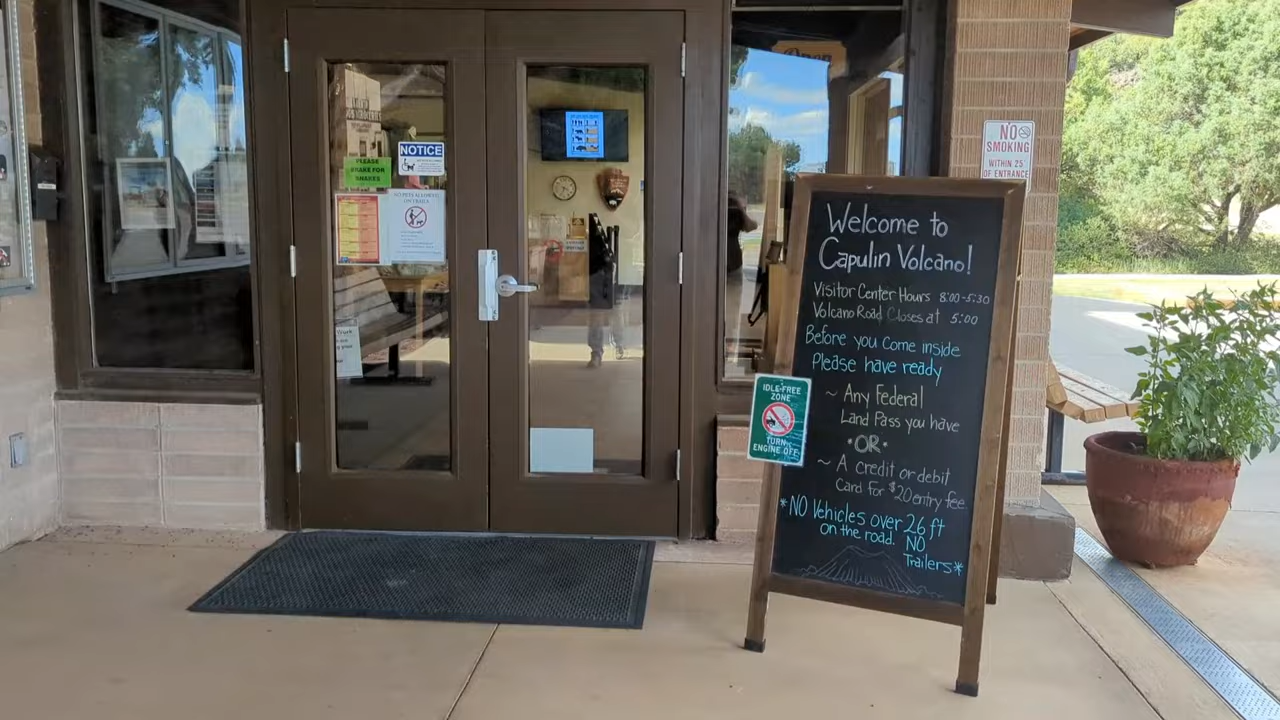 NOTICE
PLEASE
BRAKE FOR
SNAKES
NO PETS ALLOWED
ON TRAILS
NO
SMOKING
WITHIN 25'
OF ENTRANCE
Welcome to
Capulin Volcano!
Visitor Center Hours 8:00-5:30
Volcano Road Closes at 5:00
Before you come inside
Please have ready
~ Any Federal
Land Pass you have
·OR·
~ A credit or debit
Card for $20 entry fee
*NO Vehicles over 26 ft
on the road. NO
Trailers*
IDLE-FREE
ZONE
TURN
ENGINE OFF